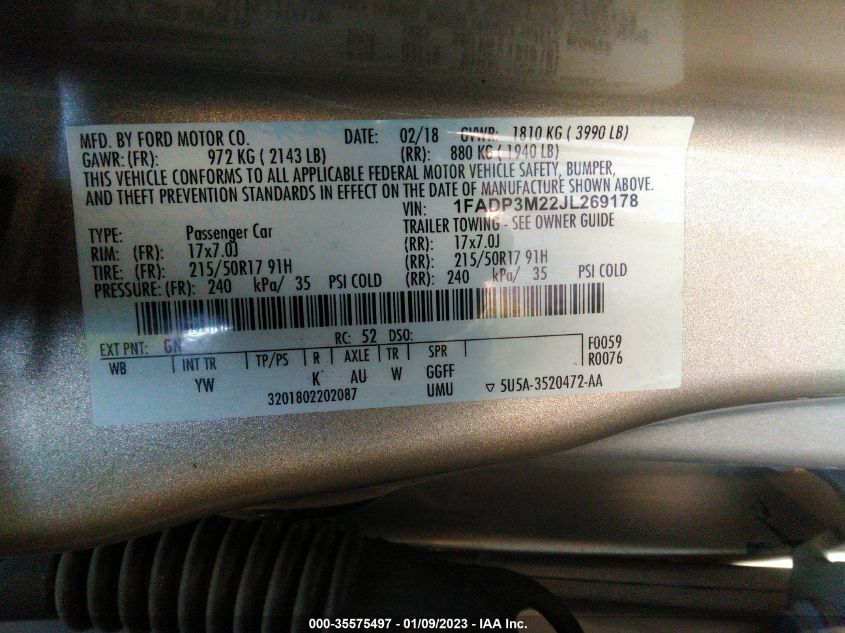 MFD. BY FORD MOTOR CO. DATE: 02/18 GVWR: 1810 KG ( 3990 LB)
GAWR: (FR): 972 KG ( 2143 LB) (RR): 880 KG ( 1940 LB)
THIS VEHICLE CONFORMS TO ALL APPLICABLE FEDERAL MOTOR VEHICLE SAFETY, BUMPER,
AND THEFT PREVENTION STANDARDS IN EFFECT ON THE DATE OF MANUFACTURE SHOWN ABOVE.
VIN: 1FADP3M22JL269178
TYPE: Passenger Car TRAILER TOWING - SEE OWNER GUIDE
RIM: (FR): 17x7.0J (RR): 17x7.0J
TIRE: (FR): 215/50R17 91H (RR): 215/50R17 91H
PRESSURE: (FR): 240 kPa/ 35 PSI COLD (RR): 240 kPa/ 35 PSI COLD
EXT PNT: GN RC: 52 DSO: F0059
WB INT TR TP/PS R AXLE TR SPR R0076
YW K AU W GGFF
3201802202087 UMU ▽ 5U5A-3520472-AA
000-35575497 - 01/09/2023 - IAA Inc.